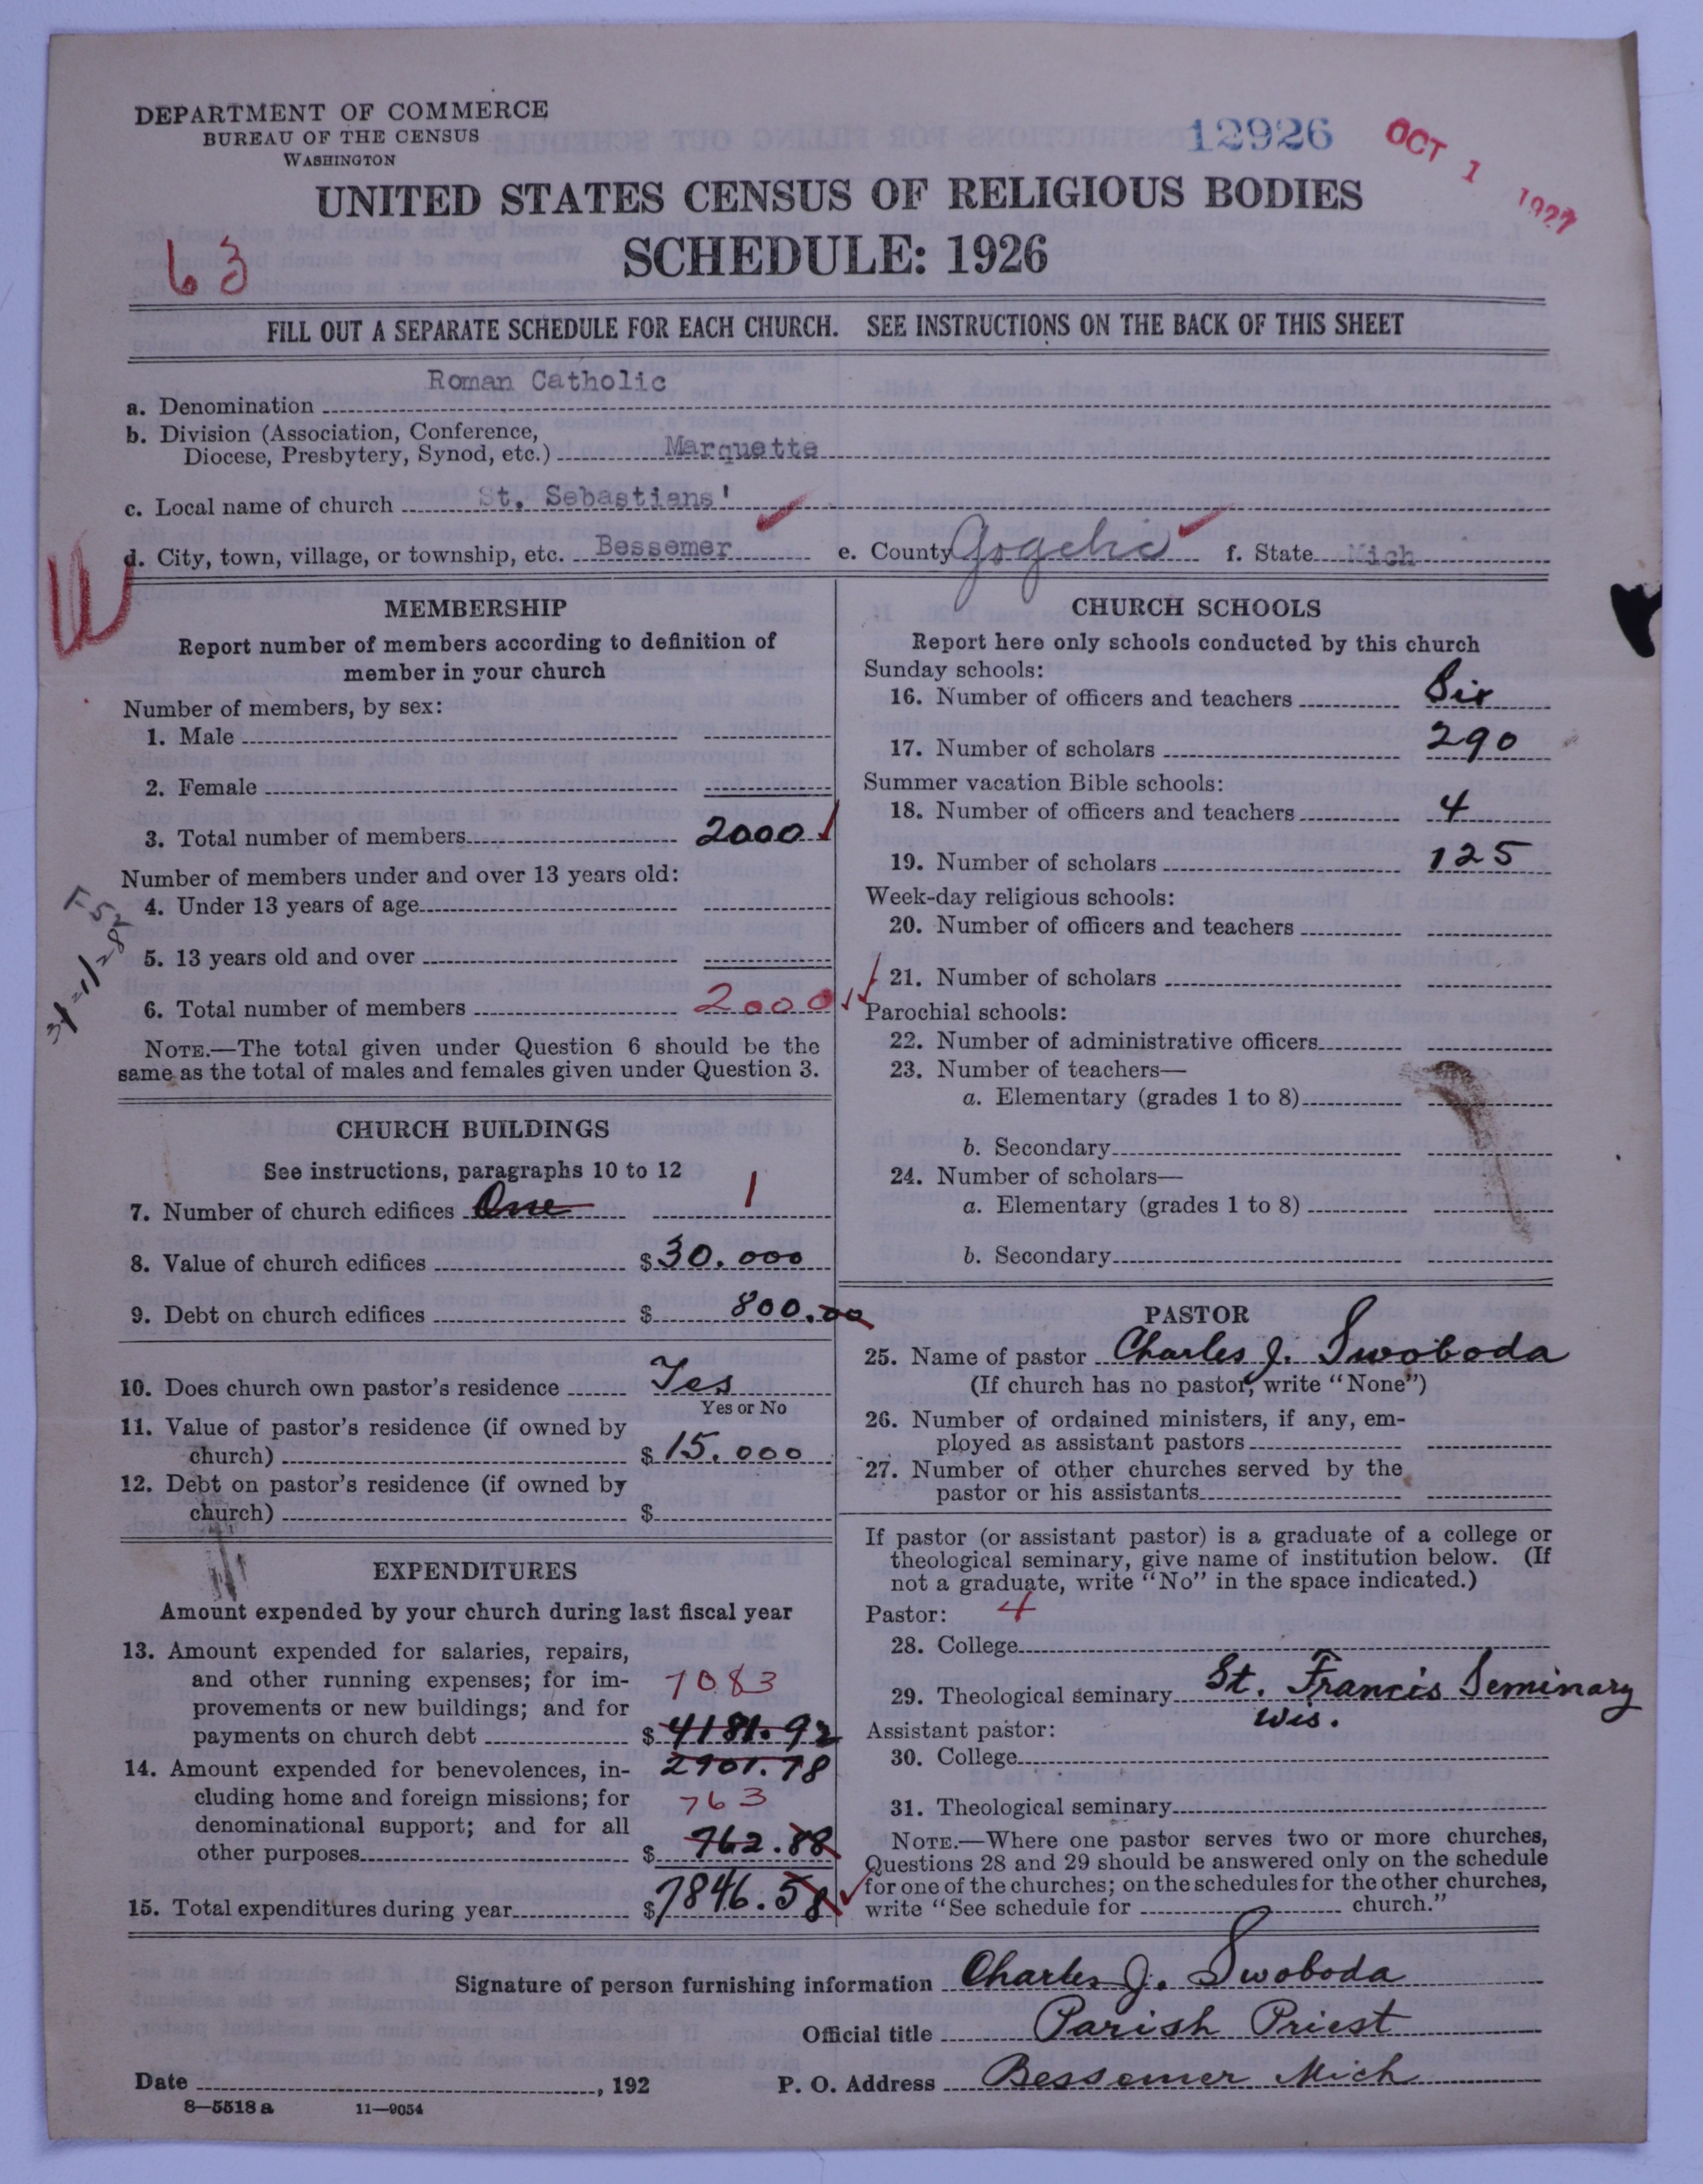 DEPARTMENT OF COMMERCE
BUREAU OF THE CENSUS
WASHINGTON
12926
OCT 1 1927
UNITED STATES CENSUS OF RELIGIOUS BODIES
SCHEDULE: 1926
63
FILL OUT A SEPARATE SCHEDULE FOR EACH CHURCH. SEE INSTRUCTIONS ON THE BACK OF THIS SHEET
a. Denomination Roman Catholic
b. Division (Association, Conference,
Diocese, Presbytery, Synod, etc.) Marquette
c. Local name of church St. Sebastians'
d. City, town, village, or township, etc. Bessemer e. County Gogebic f. State Mich
MEMBERSHIP
Report number of members according to definition of
member in your church
Number of members, by sex:
1. Male
2. Female
3. Total number of members 2000
Number of members under and over 13 years old:
4. Under 13 years of age
5. 13 years old and over
6. Total number of members 2000
NOTE.—The total given under Question 6 should be the
same as the total of males and females given under Question 3.
CHURCH BUILDINGS
See instructions, paragraphs 10 to 12
7. Number of church edifices One 1
8. Value of church edifices $30.000
9. Debt on church edifices $ 800.00
10. Does church own pastor's residence Yes
Yes or No
11. Value of pastor's residence (if owned by
church) $15.000
12. Debt on pastor's residence (if owned by
church) $
EXPENDITURES
Amount expended by your church during last fiscal year
13. Amount expended for salaries, repairs,
and other running expenses; for im-
7083
provements or new buildings; and for
payments on church debt $4181.92
2901.78
14. Amount expended for benevolences, in-
cluding home and foreign missions; for
763
denominational support; and for all
other purposes $ 762.88
15. Total expenditures during year $7846.58
CHURCH SCHOOLS
Report here only schools conducted by this church
Sunday schools:
16. Number of officers and teachers Six
17. Number of scholars 290
Summer vacation Bible schools:
18. Number of officers and teachers 4
19. Number of scholars 125
Week-day religious schools:
20. Number of officers and teachers
21. Number of scholars
Parochial schools:
22. Number of administrative officers
23. Number of teachers—
a. Elementary (grades 1 to 8)
b. Secondary
24. Number of scholars—
a. Elementary (grades 1 to 8)
b. Secondary
PASTOR
25. Name of pastor Charles J. Swoboda
(If church has no pastor, write "None")
26. Number of ordained ministers, if any, em-
ployed as assistant pastors
27. Number of other churches served by the
pastor or his assistants
If pastor (or assistant pastor) is a graduate of a college or
theological seminary, give name of institution below. (If
not a graduate, write "No" in the space indicated.)
Pastor: 4
28. College
29. Theological seminary St. Francis Seminary
Wis.
Assistant pastor:
30. College
31. Theological seminary
NOTE.—Where one pastor serves two or more churches,
Questions 28 and 29 should be answered only on the schedule
for one of the churches; on the schedules for the other churches,
write "See schedule for church."
Signature of person furnishing information Charles J. Swoboda
Official title Parish Priest
Date , 192 P. O. Address Bessemer Mich
8—5518 a 11—9054